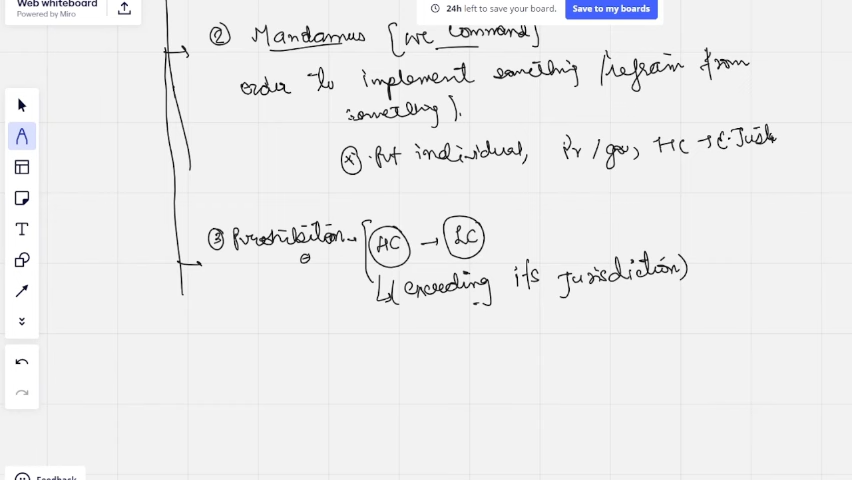 Web whiteboard
Powered by Miro
24h left to save your board.
Save to my boards
② Mandamus [we command]
order to implement something /refrain from
something).
ⓧ. Pvt individual, Pr / gov, HC → C. Just
③ Prohibition → [HC → LC
↳ (exceeding its Jurisdiction)
T
Feedback